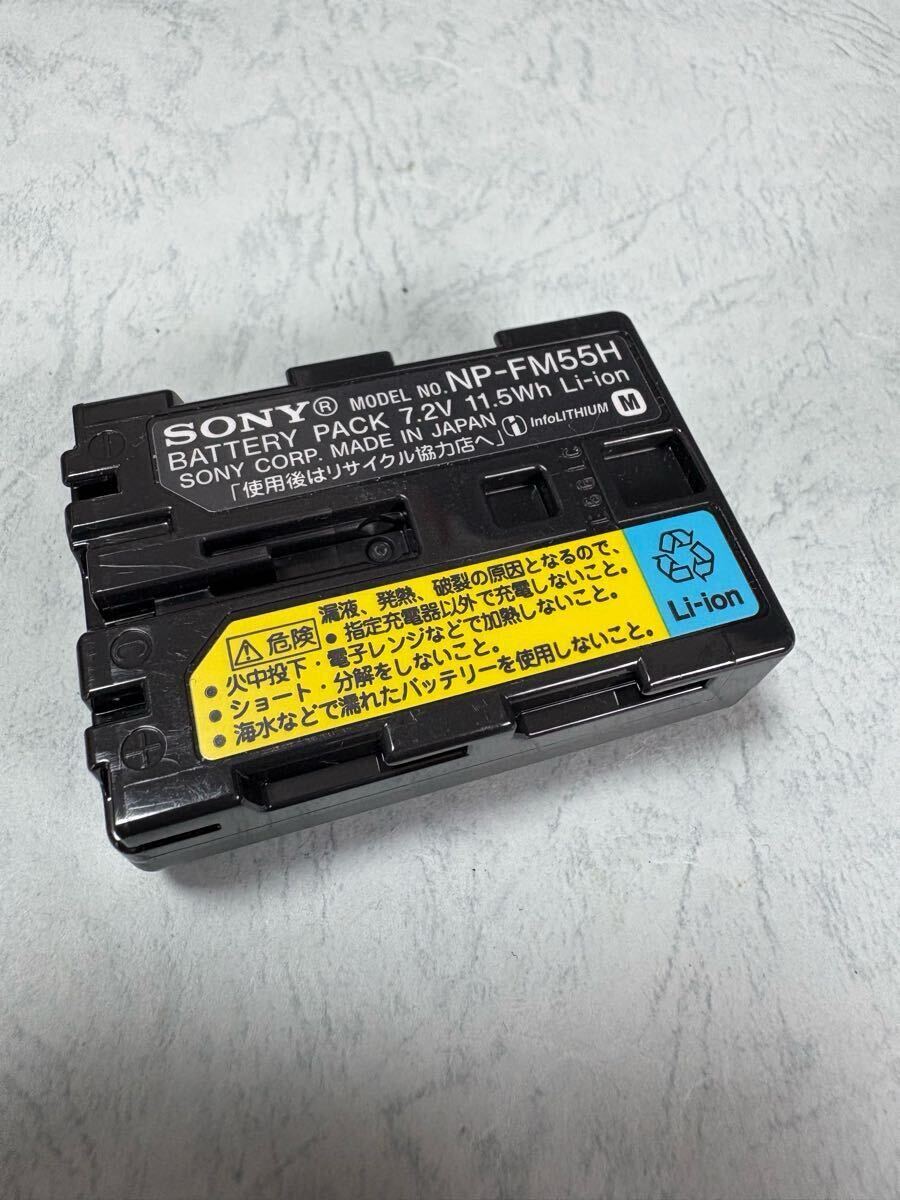 SONY® MODEL NO. NP-FM55H
BATTERY PACK 7.2V 11.5Wh Li-ion
SONY CORP. MADE IN JAPAN i InfoLITHIUM M
「使用後はリサイクル協力店へ」
⚠危険 漏液、発熱、破裂の原因となるので、
・指定充電器以外で充電しないこと。
・火中投下・電子レンジなどで加熱しないこと。
・ショート・分解をしないこと。
・海水などで濡れたバッテリーを使用しないこと。
Li-ion
C
+